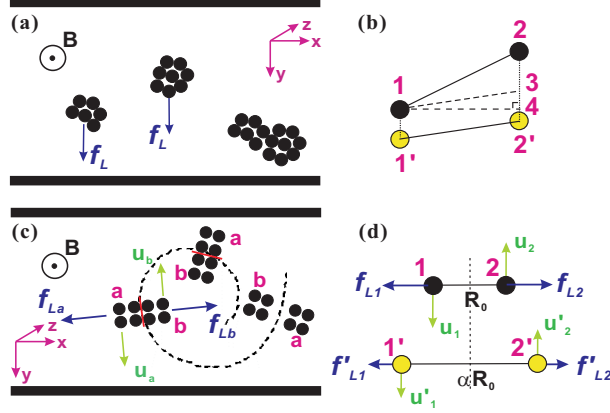 (a)
B
z
x
y
f_L
f_L
(b)
2
1
3
4
1'
2'
(c)
B
a
u_b
b
a
b
f_La
f_Lb
b
a
u_a
z
x
y
(d)
u_2
1
2
f_L1
f_L2
R_0
u_1
1'
2'
u'_2
f'_L1
f'_L2
αR_0
u'_1